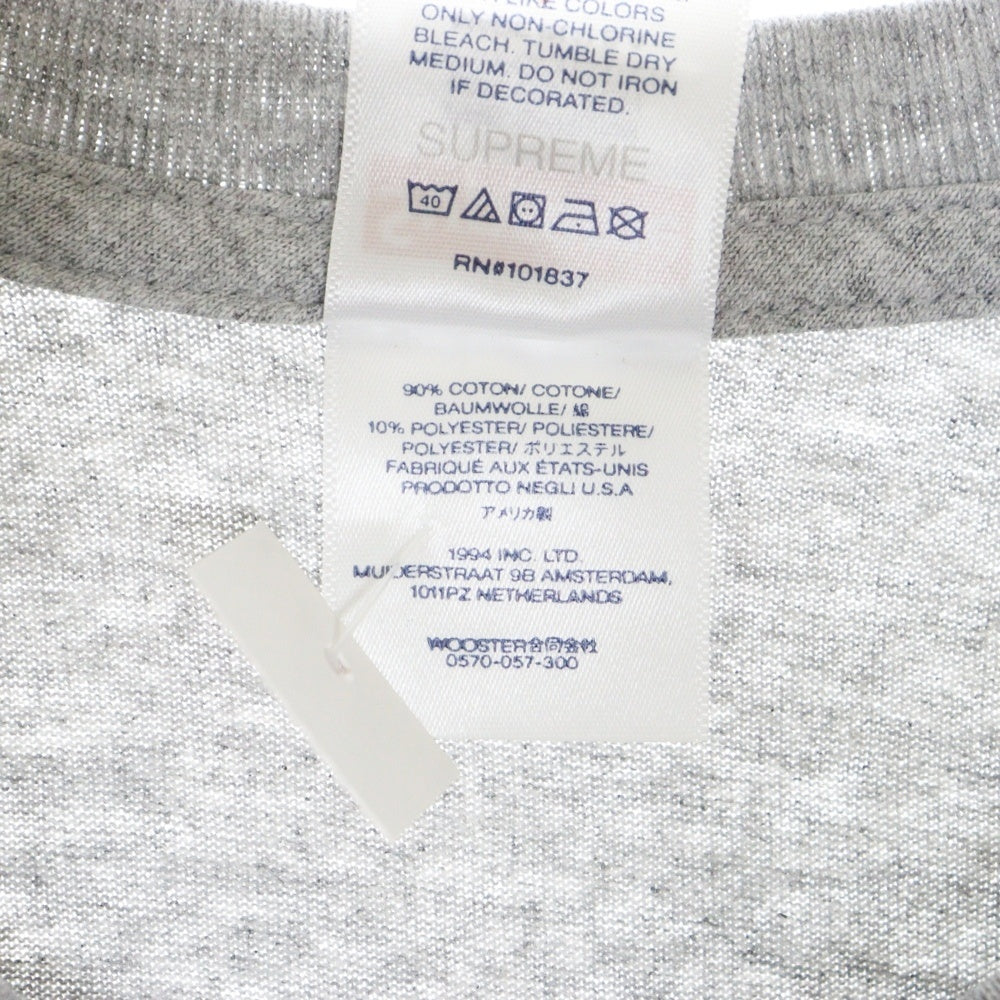 LIKE COLORS
ONLY NON-CHLORINE
BLEACH. TUMBLE DRY
MEDIUM. DO NOT IRON
IF DECORATED.
SUPREME
40
RN#101837
90% COTON/ COTONE/
BAUMWOLLE/ 綿
10% POLYESTER/ POLIESTERE/
POLYESTER/ ポリエステル
FABRIQUÉ AUX ÉTATS-UNIS
PRODOTTO NEGLI U.S.A
アメリカ製
1994 INC. LTD.
MUIDERSTRAAT 9B AMSTERDAM,
1011PZ NETHERLANDS
WOOSTER合同会社
0570-057-300